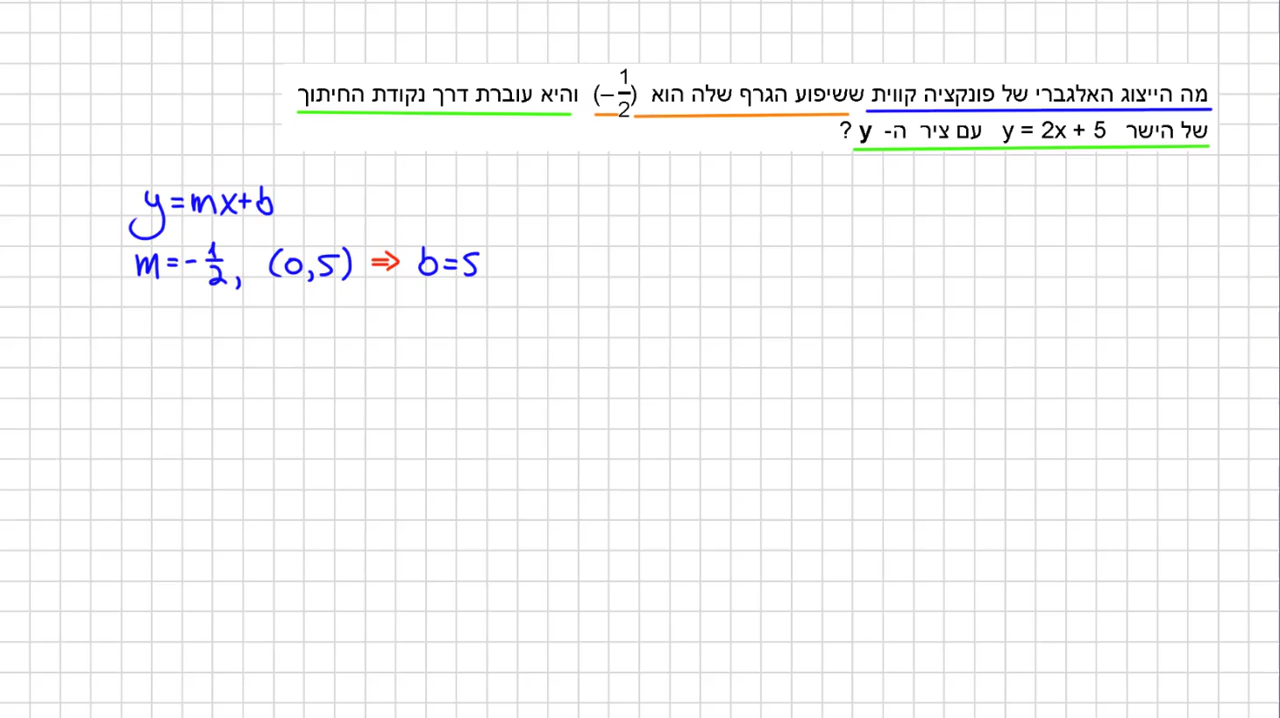 מה הייצוג האלגברי של פונקציה קווית ששיפוע הגרף שלה הוא (−1/2) והיא עוברת דרך נקודת החיתוך
של הישר y = 2x + 5 עם ציר ה- y ?
y=mx+b
m=-1/2, (0,5) ⇒ b=5